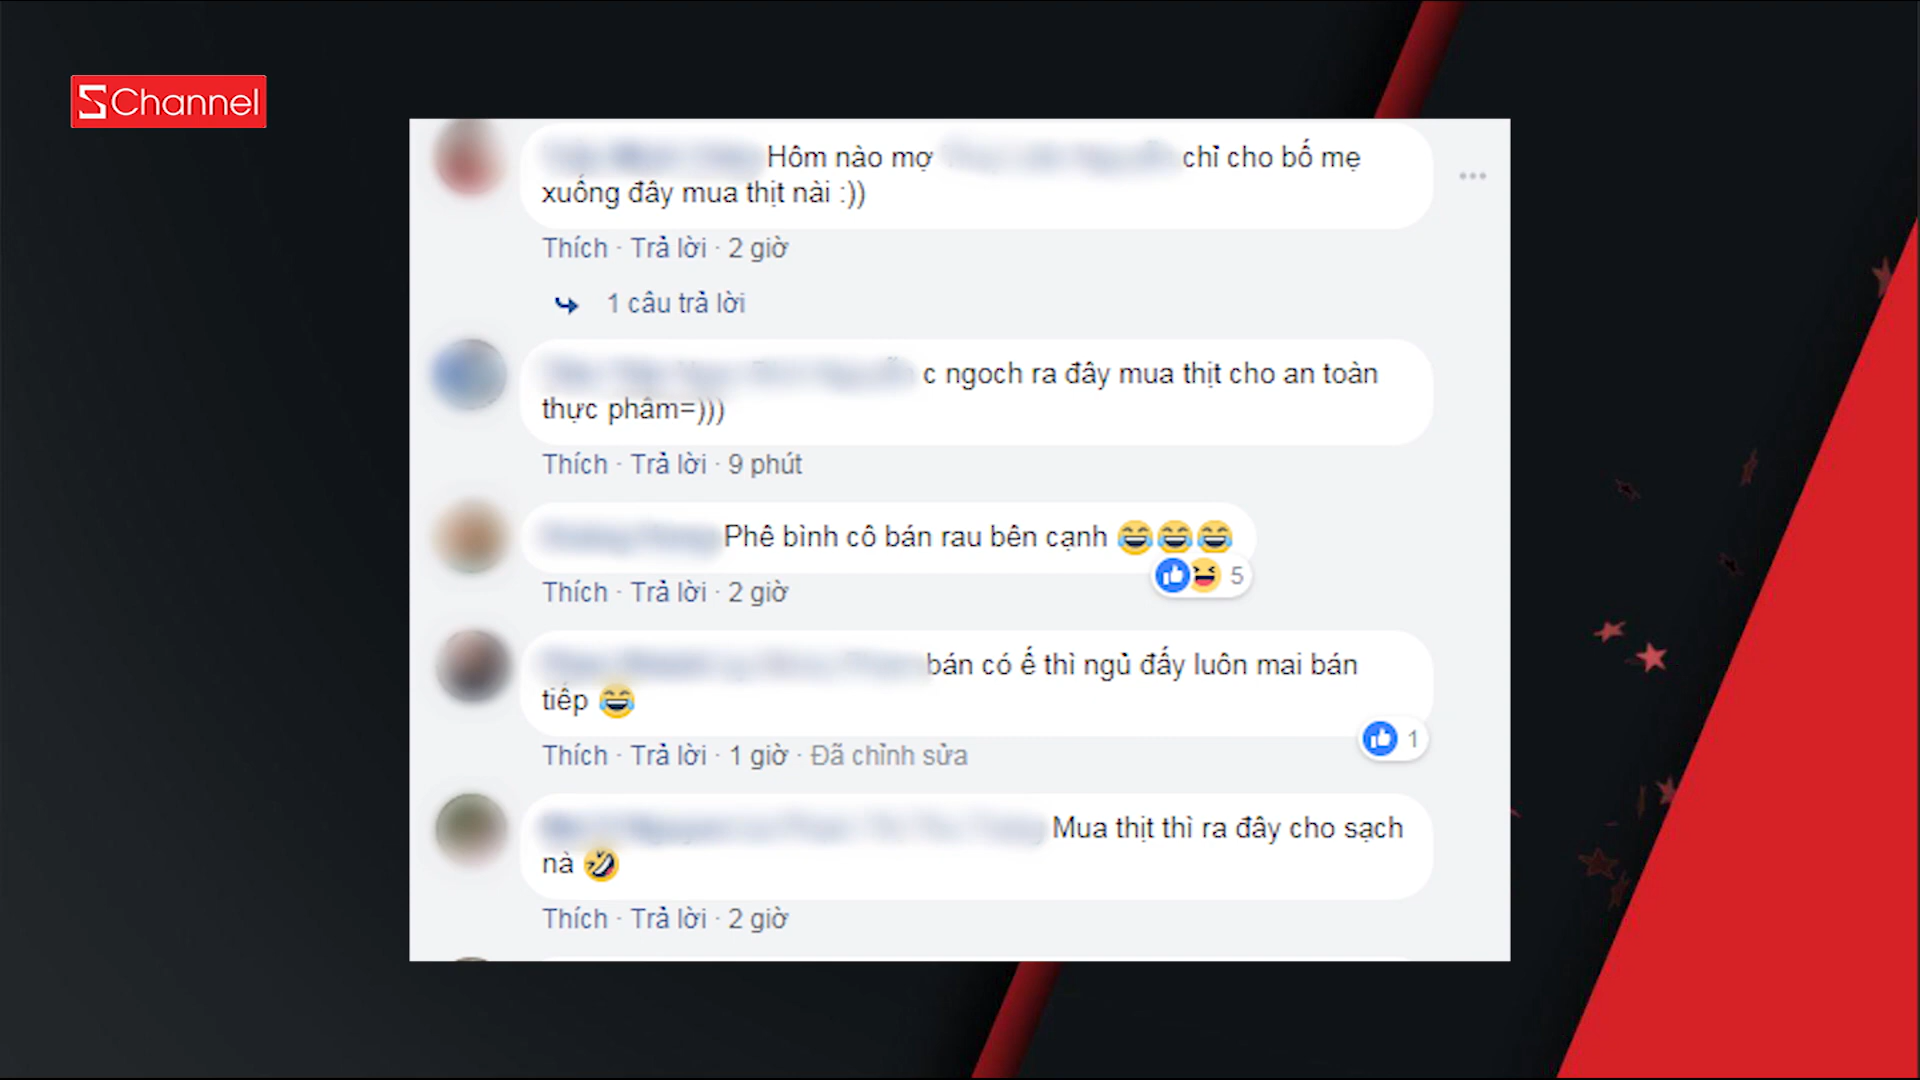 SChannel
Hôm nào mợ chỉ cho bố mẹ
xuống đây mua thịt nài :))
Thích · Trả lời · 2 giờ
1 câu trả lời
c ngoch ra đây mua thịt cho an toàn
thực phẩm=)))
Thích · Trả lời · 9 phút
Phê bình cô bán rau bên cạnh 😂😂😂
5
Thích · Trả lời · 2 giờ
bán có ế thì ngủ đấy luôn mai bán
tiếp 😂
1
Thích · Trả lời · 1 giờ · Đã chỉnh sửa
Mua thịt thì ra đây cho sạch
nà 🤣
Thích · Trả lời · 2 giờ